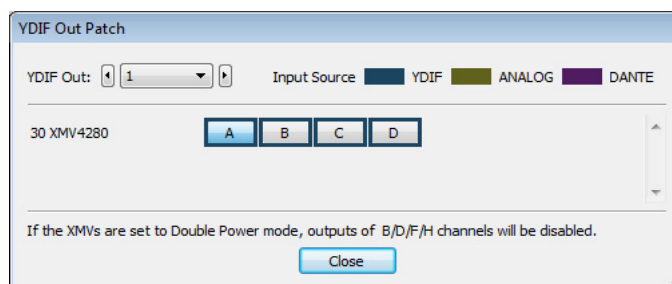 YDIF Out Patch
YDIF Out: 1 Input Source YDIF ANALOG DANTE
30 XMV4280 A B C D
If the XMVs are set to Double Power mode, outputs of B/D/F/H channels will be disabled.
Close